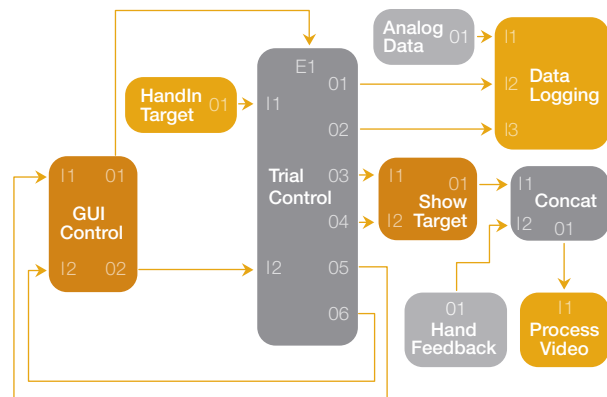 Analog
Data
01
I1
I2
I3
Data
Logging
HandIn
Target
01
E1
I1
I2
Trial
Control
01
02
03
04
05
06
I1
01
GUI
Control
I2
02
I1
01
Show
I2
Target
I1
Concat
I2
01
01
Hand
Feedback
I1
Process
Video